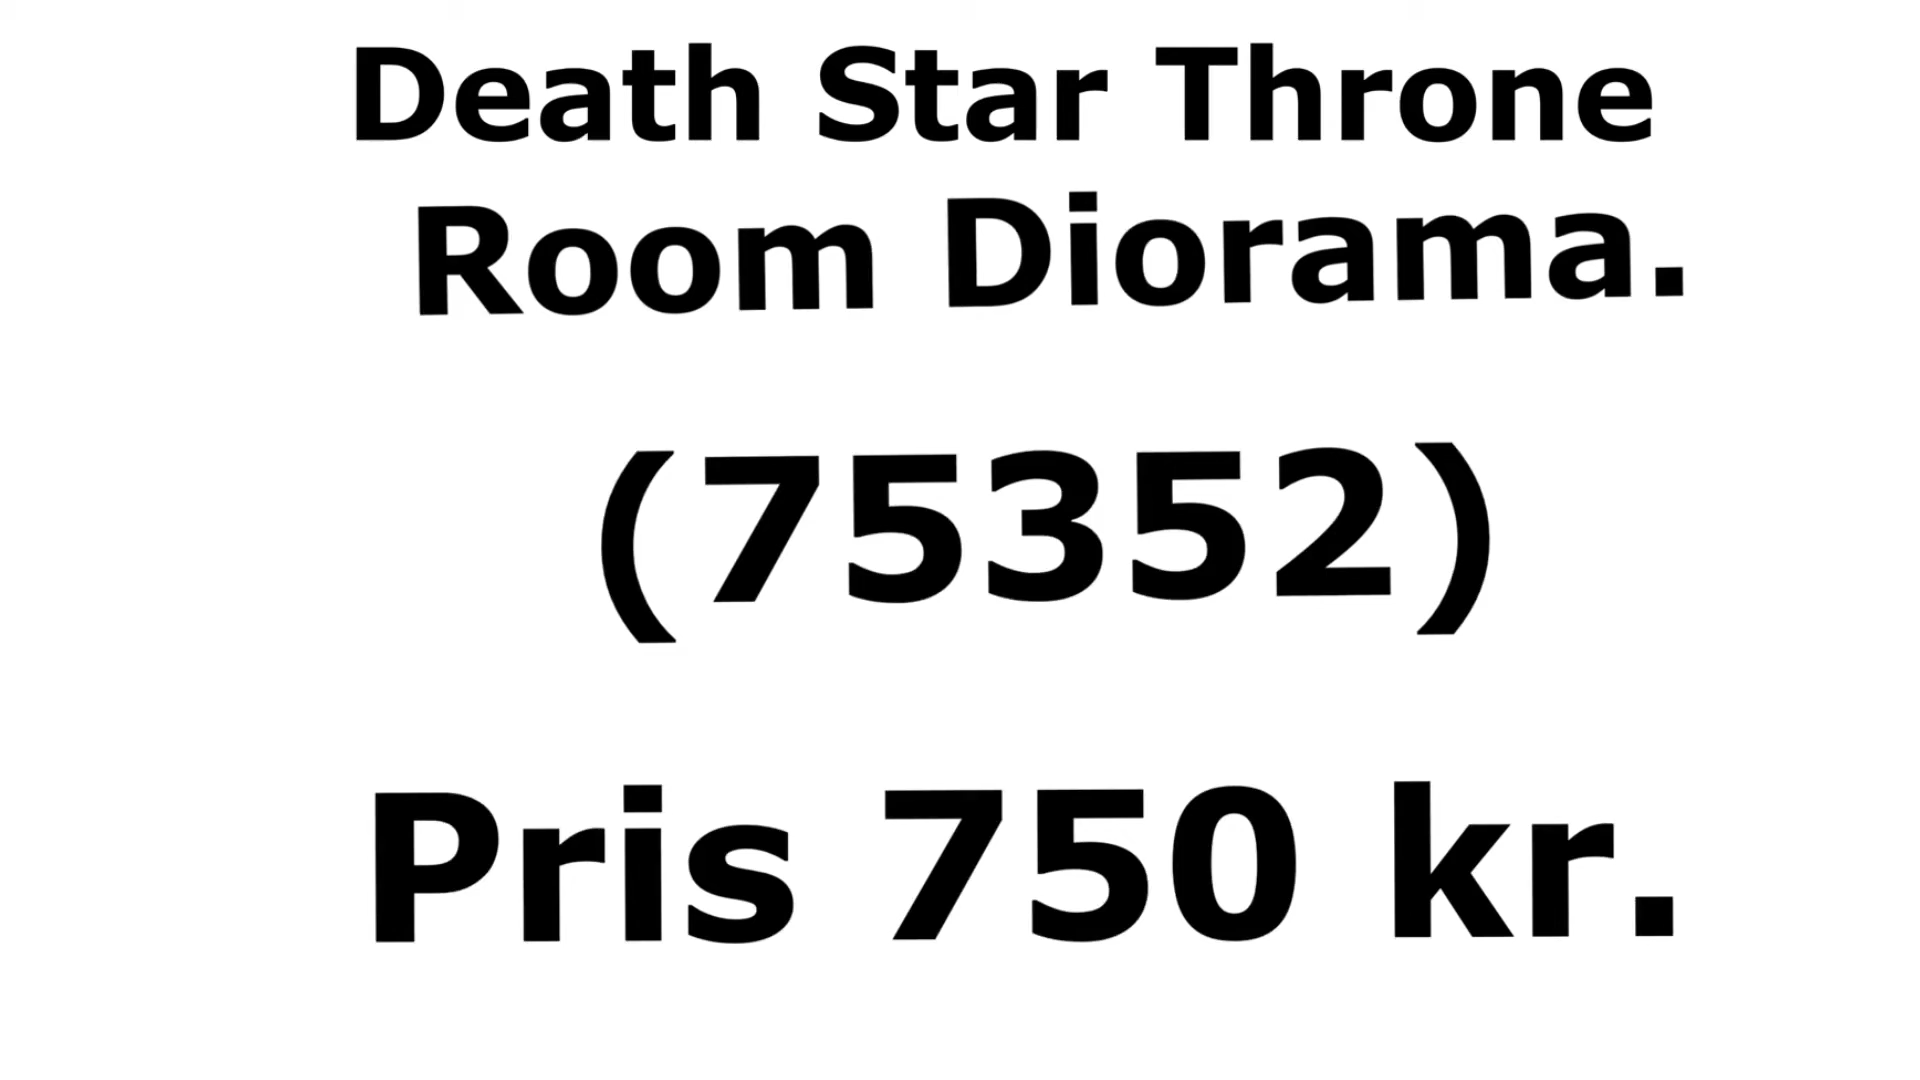 Death Star Throne
Room Diorama.
(75352)
Pris 750 kr.